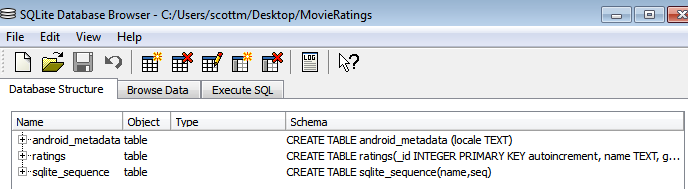 SQLite Database Browser - C:/Users/scottm/Desktop/MovieRatings
File Edit View Help
LOG
Database Structure Browse Data Execute SQL
Name Object Type Schema
android_metadata table CREATE TABLE android_metadata (locale TEXT)
ratings table CREATE TABLE ratings(_id INTEGER PRIMARY KEY autoincrement, name TEXT, g...
sqlite_sequence table CREATE TABLE sqlite_sequence(name,seq)